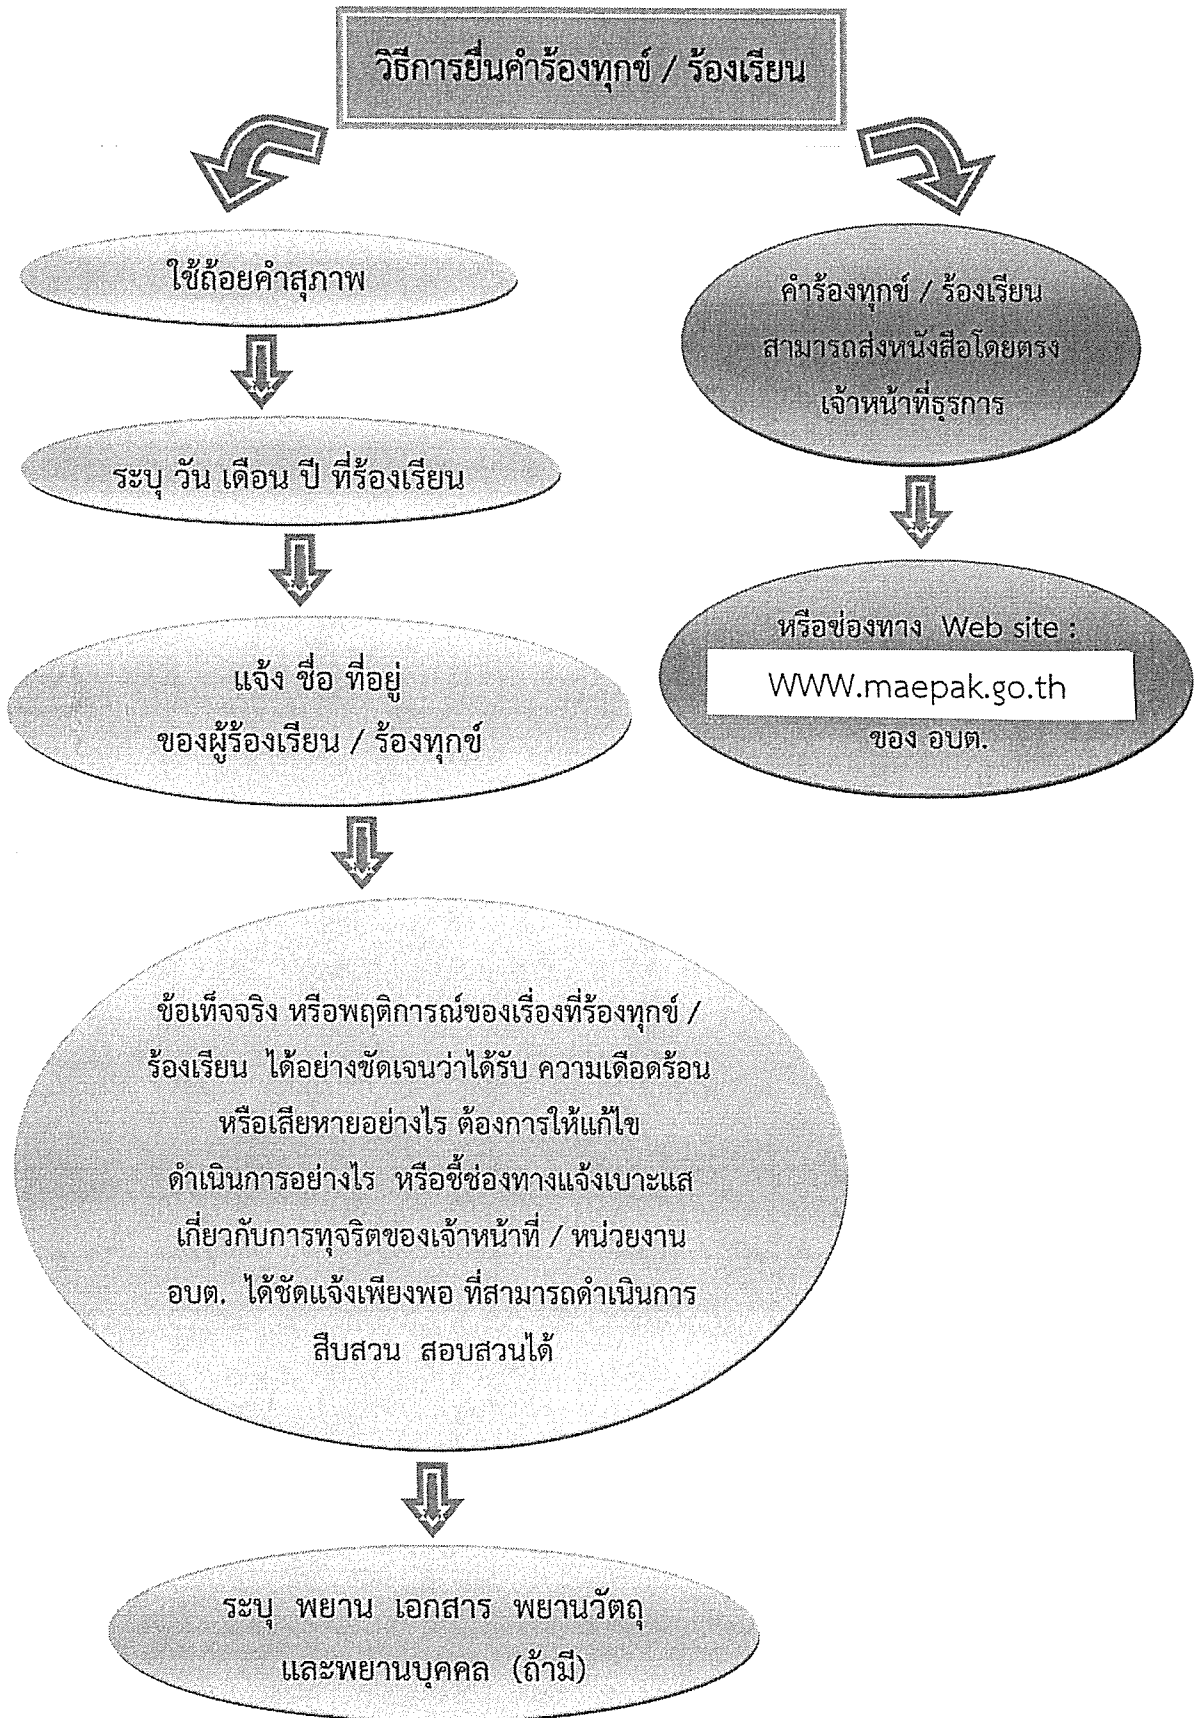 วิธีการยื่นคำร้องทุกข์ / ร้องเรียน
ใช้ถ้อยคำสุภาพ
ระบุ วัน เดือน ปี ที่ร้องเรียน
แจ้ง ชื่อ ที่อยู่
ของผู้ร้องเรียน / ร้องทุกข์
ข้อเท็จจริง หรือพฤติการณ์ของเรื่องที่ร้องทุกข์ /
ร้องเรียน ได้อย่างชัดเจนว่าได้รับ ความเดือดร้อน
หรือเสียหายอย่างไร ต้องการให้แก้ไข
ดำเนินการอย่างไร หรือชี้ช่องทางแจ้งเบาะแส
เกี่ยวกับการทุจริตของเจ้าหน้าที่ / หน่วยงาน
อบต. ได้ชัดแจ้งเพียงพอ ที่สามารถดำเนินการ
สืบสวน สอบสวนได้
ระบุ พยาน เอกสาร พยานวัตถุ
และพยานบุคคล (ถ้ามี)
คำร้องทุกข์ / ร้องเรียน
สามารถส่งหนังสือโดยตรง
เจ้าหน้าที่ธุรการ
หรือช่องทาง Web site :
WWW.maepak.go.th
ของ อบต.